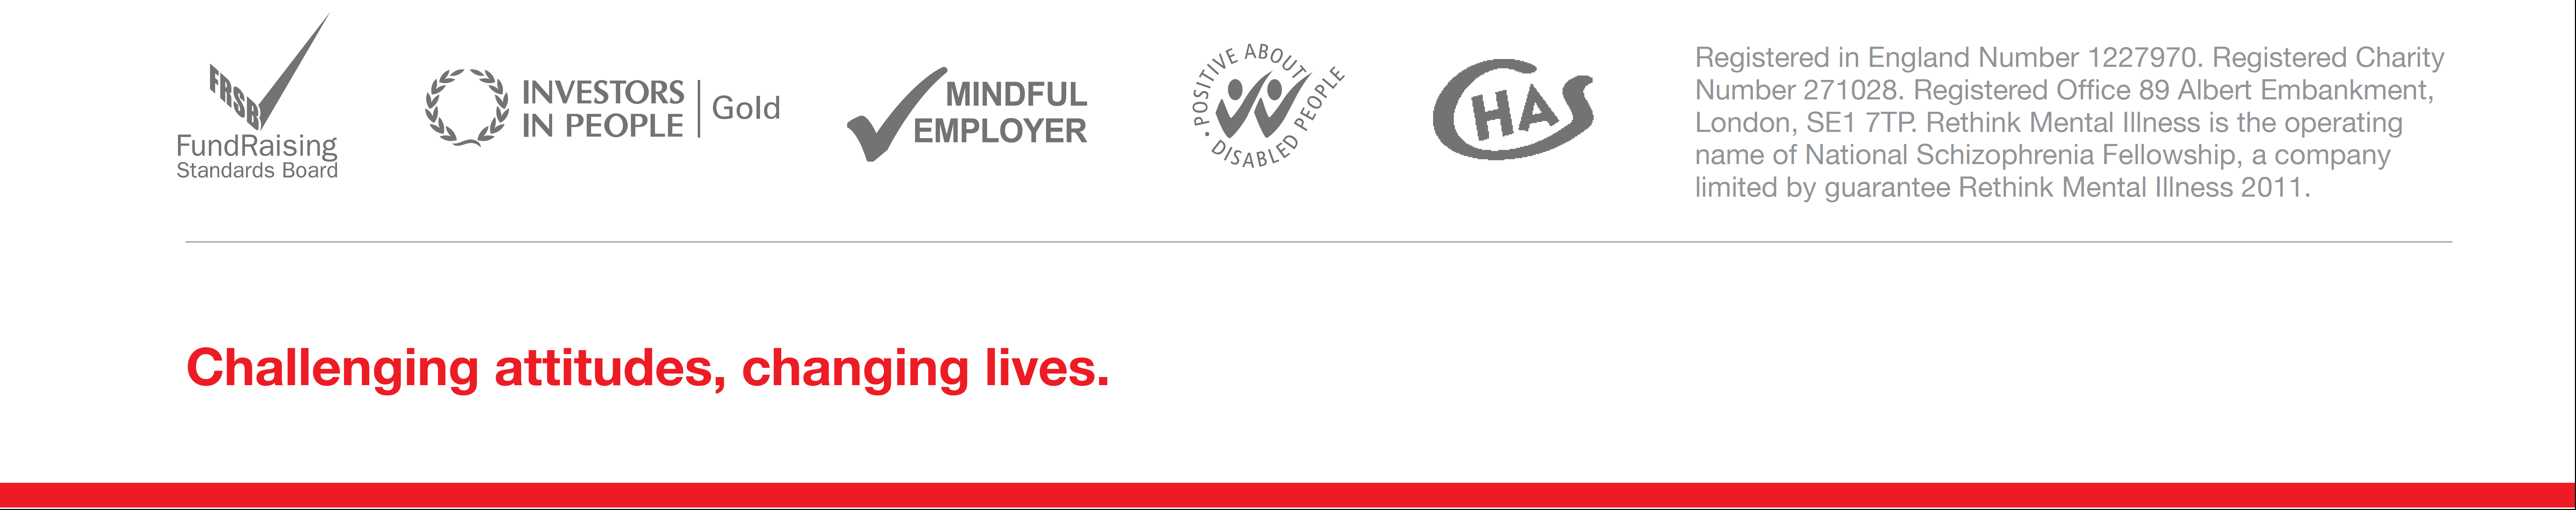 FRSB
FundRaising
Standards Board
INVESTORS
IN PEOPLE
Gold
MINDFUL
EMPLOYER
POSITIVE ABOUT
• DISABLED PEOPLE
CHAS
Registered in England Number 1227970. Registered Charity
Number 271028. Registered Office 89 Albert Embankment,
London, SE1 7TP. Rethink Mental Illness is the operating
name of National Schizophrenia Fellowship, a company
limited by guarantee Rethink Mental Illness 2011.
Challenging attitudes, changing lives.